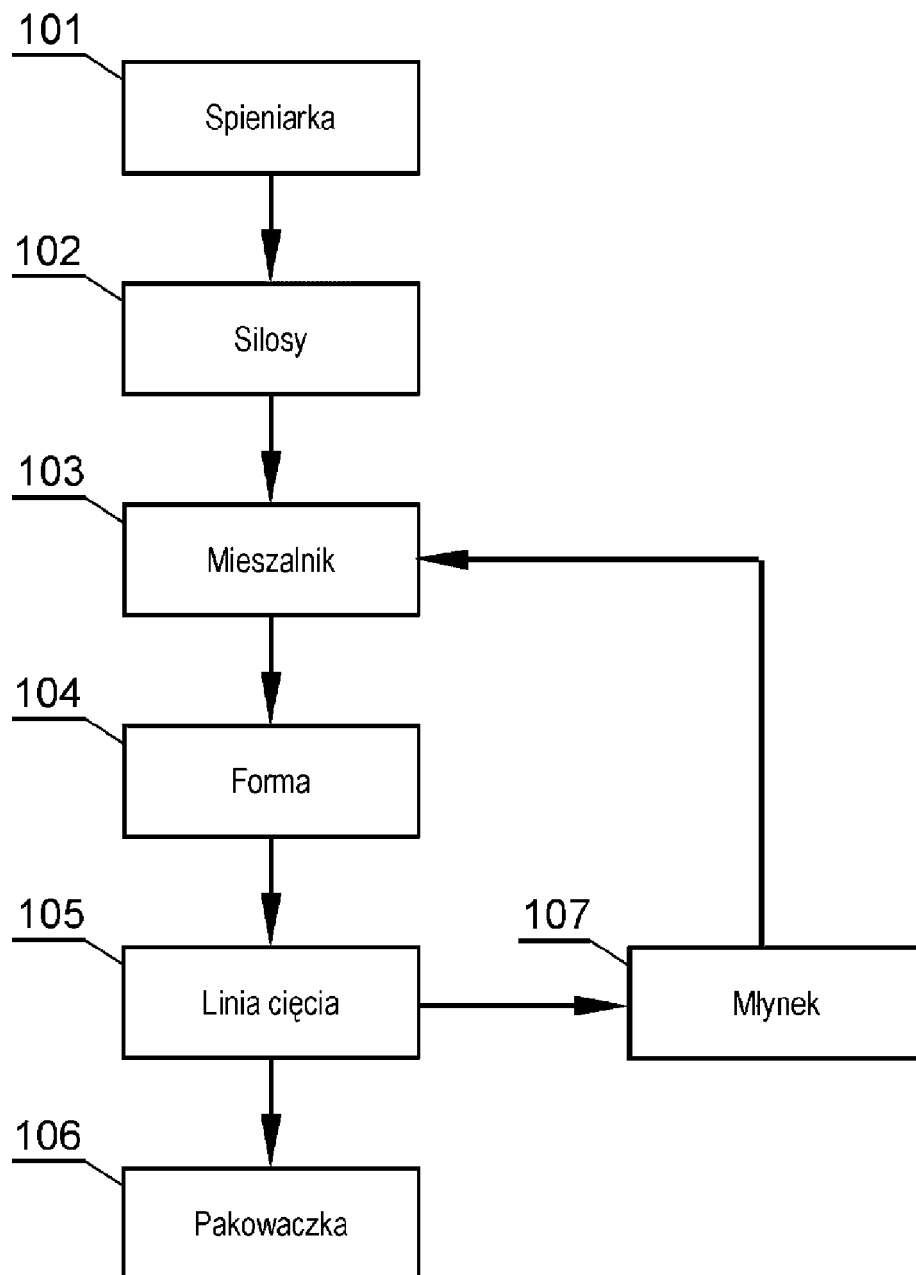 101
Spieniarka
102
Silosy
103
Mieszalnik
104
Forma
105
Linia cięcia
107
Młynek
106
Pakowaczka